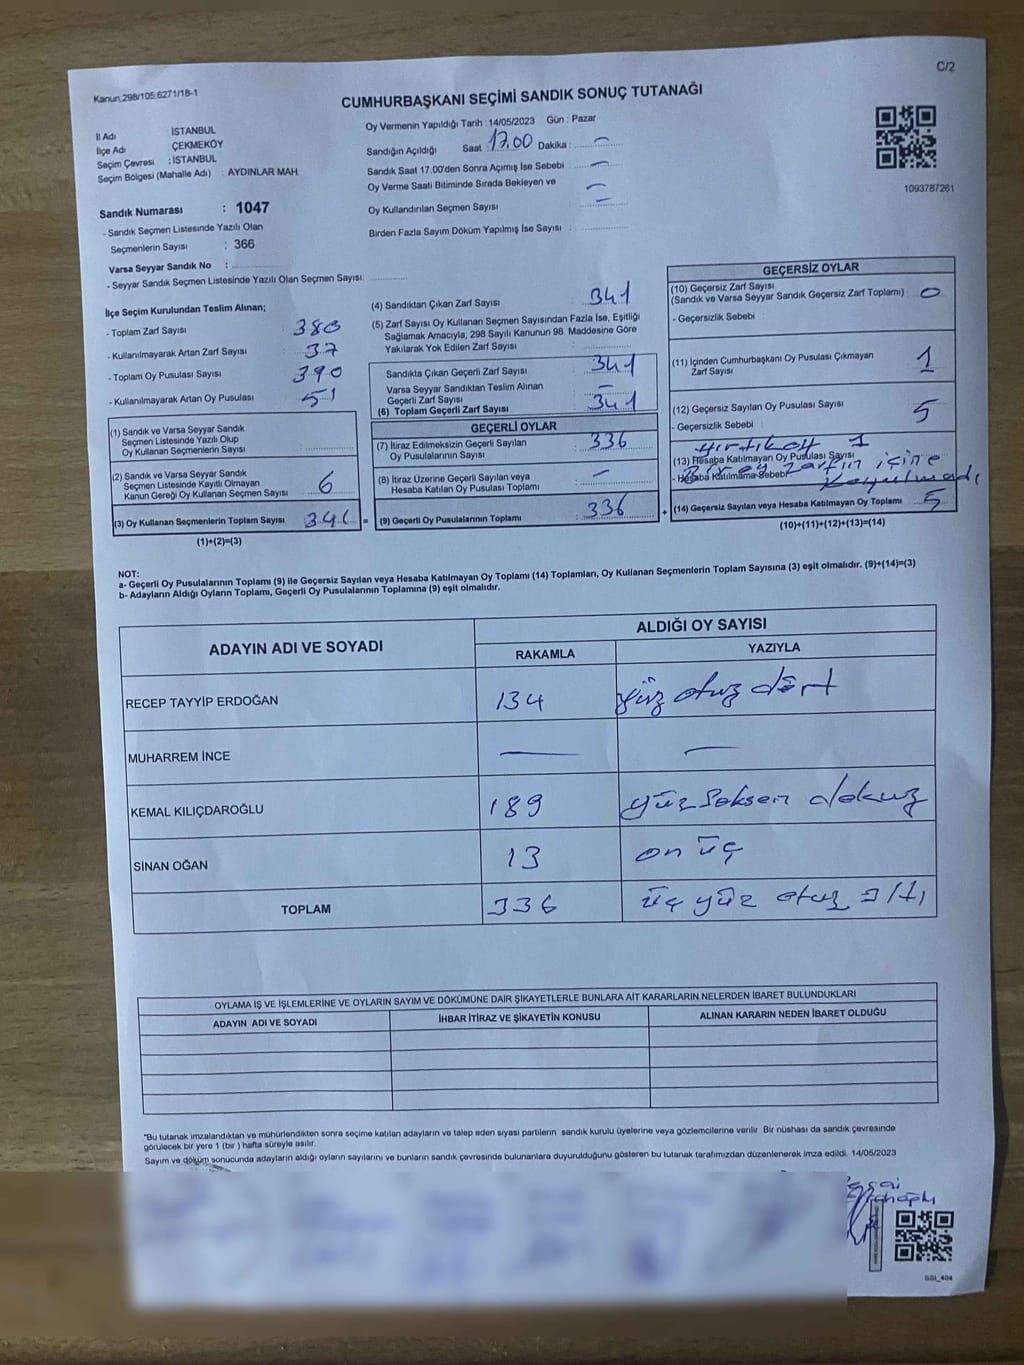 Kanun;298/105;6271/18-1
C/2
CUMHURBAŞKANI SEÇİMİ SANDIK SONUÇ TUTANAĞI
İl Adı İSTANBUL
İlçe Adı ÇEKMEKÖY
Seçim Çevresi : İSTANBUL
Seçim Bölgesi (Mahalle Adı) : AYDINLAR MAH.
Oy Vermenin Yapıldığı Tarih : 14/05/2023 Gün : Pazar
Sandığın Açıldığı Saat : 17.00 Dakika : —
Sandık Saat 17.00'den Sonra Açımış İse Sebebi —
Oy Verme Saati Bitiminde Sırada Bekleyen ve
Oy Kullandırılan Seçmen Sayısı
Birden Fazla Sayım Döküm Yapılmış İse Sayısı :
1093787261
Sandık Numarası : 1047
- Sandık Seçmen Listesinde Yazılı Olan
Seçmenlerin Sayısı : 366
Varsa Seyyar Sandık No :
- Seyyar Sandık Seçmen Listesinde Yazılı Olan Seçmen Sayısı:
İlçe Seçim Kurulundan Teslim Alınan;
- Toplam Zarf Sayısı 380
- Kullanılmayarak Artan Zarf Sayısı 37
- Toplam Oy Pusulası Sayısı 390
- Kullanılmayarak Artan Oy Pusulası 51
(1) Sandık ve Varsa Seyyar Sandık
Seçmen Listesinde Yazılı Olup
Oy Kullanan Seçmenlerin Sayısı
(2) Sandık ve Varsa Seyyar Sandık
Seçmen Listesinde Kayıtlı Olmayan
Kanun Gereği Oy Kullanan Seçmen Sayısı 6
(3) Oy Kullanan Seçmenlerin Toplam Sayısı 341 =
(1)+(2)=(3)
(4) Sandıktan Çıkan Zarf Sayısı 341
(5) Zarf Sayısı Oy Kullanan Seçmen Sayısından Fazla İse, Eşitliği
Sağlamak Amacıyla; 298 Sayılı Kanunun 98. Maddesine Göre
Yakılarak Yok Edilen Zarf Sayısı
Sandıkta Çıkan Geçerli Zarf Sayısı 341
Varsa Seyyar Sandıktan Teslim Alınan
Geçerli Zarf Sayısı —
(6) Toplam Geçerli Zarf Sayısı 341
GEÇERLİ OYLAR
(7) İtiraz Edilmeksizin Geçerli Sayılan
Oy Pusulalarının Sayısı 336
(8) İtiraz Üzerine Geçerli Sayılan veya
Hesaba Katılan Oy Pusulası Toplamı —
(9) Geçerli Oy Pusulalarının Toplamı 336 +
GEÇERSİZ OYLAR
(10) Geçersiz Zarf Sayısı
(Sandık ve Varsa Seyyar Sandık Geçersiz Zarf Toplamı) 0
- Geçersizlik Sebebi :
(11) İçinden Cumhurbaşkanı Oy Pusulası Çıkmayan
Zarf Sayısı 1
(12) Geçersiz Sayılan Oy Pusulası Sayısı 5
- Geçersizlik Sebebi :
yırtık oy 1
(13) Hesaba Katılmayan Oy Pusulası Sayısı
- Hesaba Katılmama Sebebi:
Bir oy zarfın içine
koyulmadı
(14) Geçersiz Sayılan veya Hesaba Katılmayan Oy Toplamı 5
(10)+(11)+(12)+(13)=(14)
NOT:
a- Geçerli Oy Pusulalarının Toplamı (9) ile Geçersiz Sayılan veya Hesaba Katılmayan Oy Toplamı (14) Toplamları, Oy Kullanan Seçmenlerin Toplam Sayısına (3) eşit olmalıdır. (9)+(14)=(3)
b- Adayların Aldığı Oyların Toplamı, Geçerli Oy Pusulalarının Toplamına (9) eşit olmalıdır.
ADAYIN ADI VE SOYADI
ALDIĞI OY SAYISI
RAKAMLA YAZIYLA
RECEP TAYYİP ERDOĞAN 134 yüz otuz dört
MUHARREM İNCE — —
KEMAL KILIÇDAROĞLU 189 yüz seksen dokuz
SİNAN OĞAN 13 on üç
TOPLAM 336 üç yüz otuz altı
OYLAMA İŞ VE İŞLEMLERİNE VE OYLARIN SAYIM VE DÖKÜMÜNE DAİR ŞİKAYETLERLE BUNLARA AİT KARARLARIN NELERDEN İBARET BULUNDUKLARI
ADAYIN ADI VE SOYADI İHBAR İTİRAZ VE ŞİKAYETİN KONUSU ALINAN KARARIN NEDEN İBARET OLDUĞU
"Bu tutanak imzalandıktan ve mühürlendikten sonra seçime katılan adayların ve talep eden siyasi partilerin sandık kurulu üyelerine veya gözlemcilerine verilir. Bir nüshası da sandık çevresinde
görülecek bir yere 1 (bir ) hafta süreyle asılır.
Sayım ve döküm sonucunda adayların aldığı oyların sayılarını ve bunların sandık çevresinde bulunanlara duyurulduğunu gösteren bu tutanak tarafımızdan düzenlenerek imza edildi. 14/05/2023